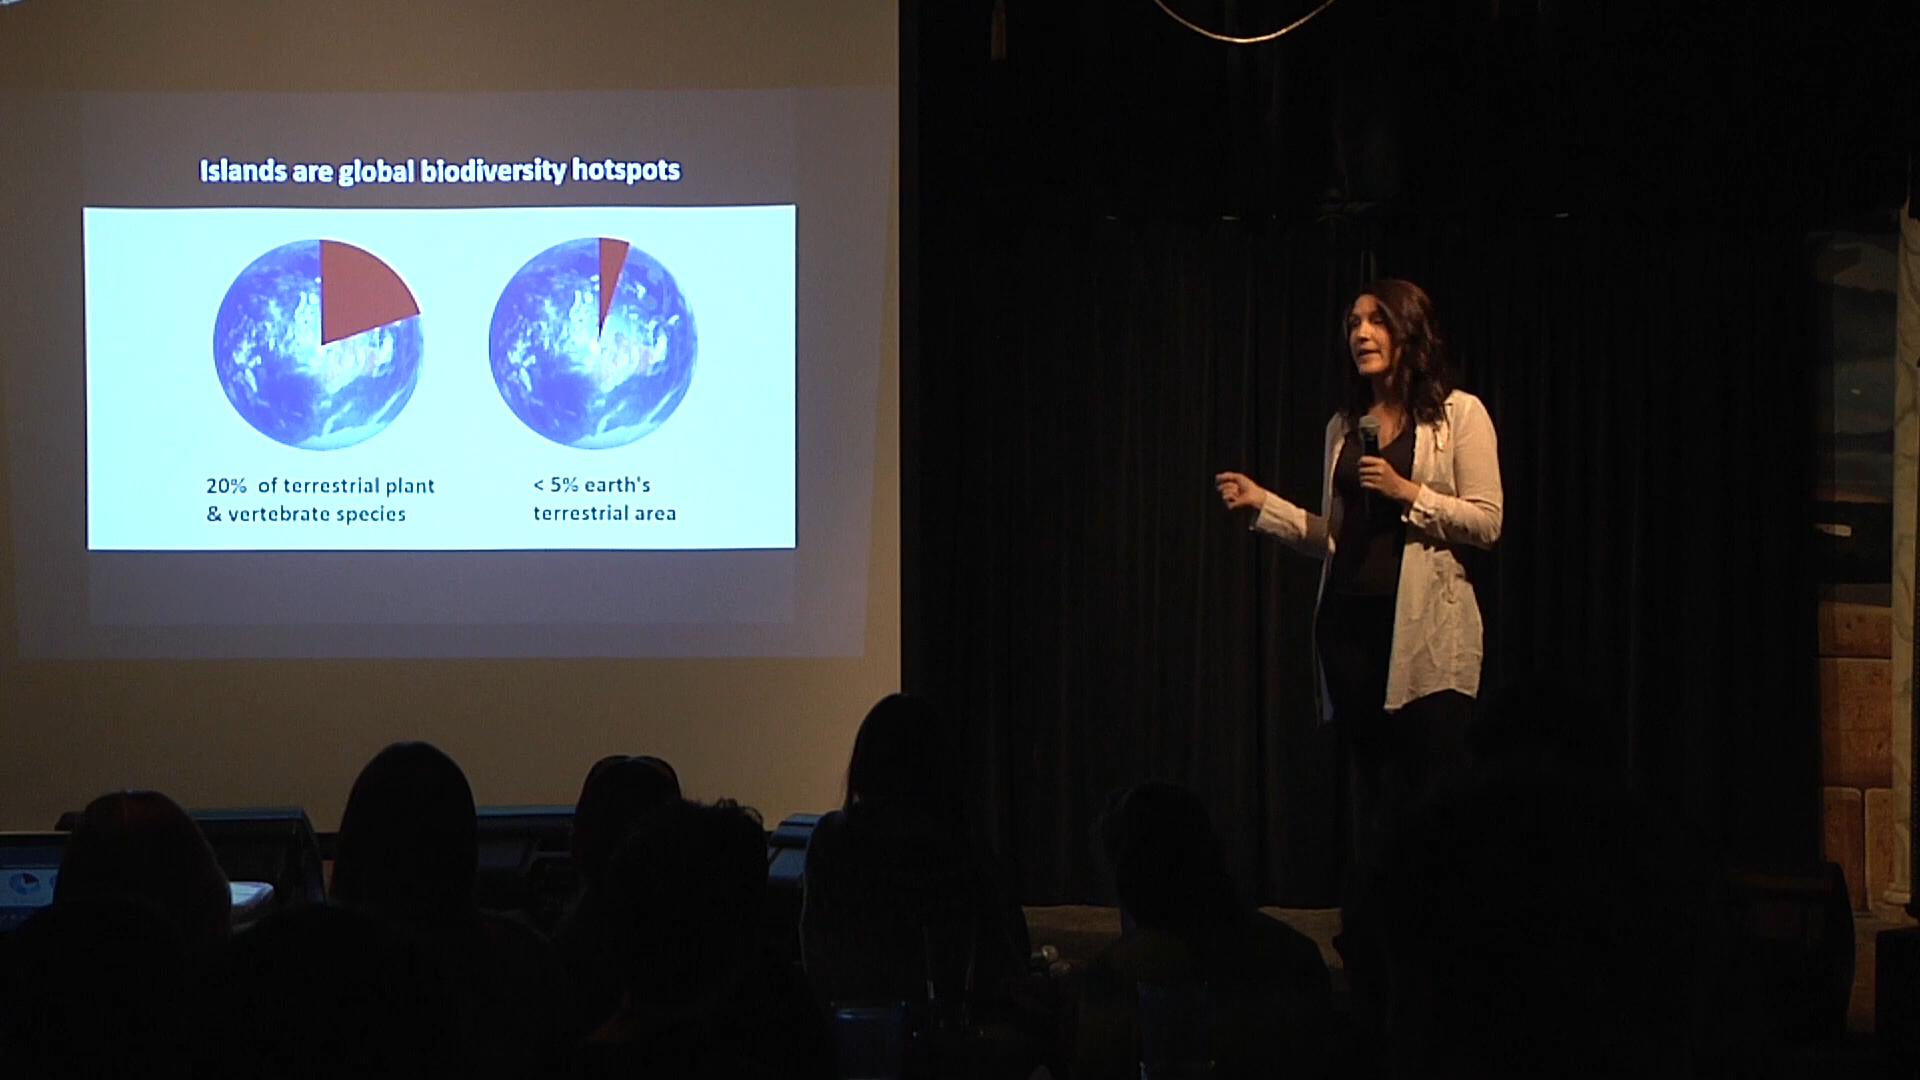 Islands are global biodiversity hotspots
20% of terrestrial plant
& vertebrate species
< 5% earth's
terrestrial area